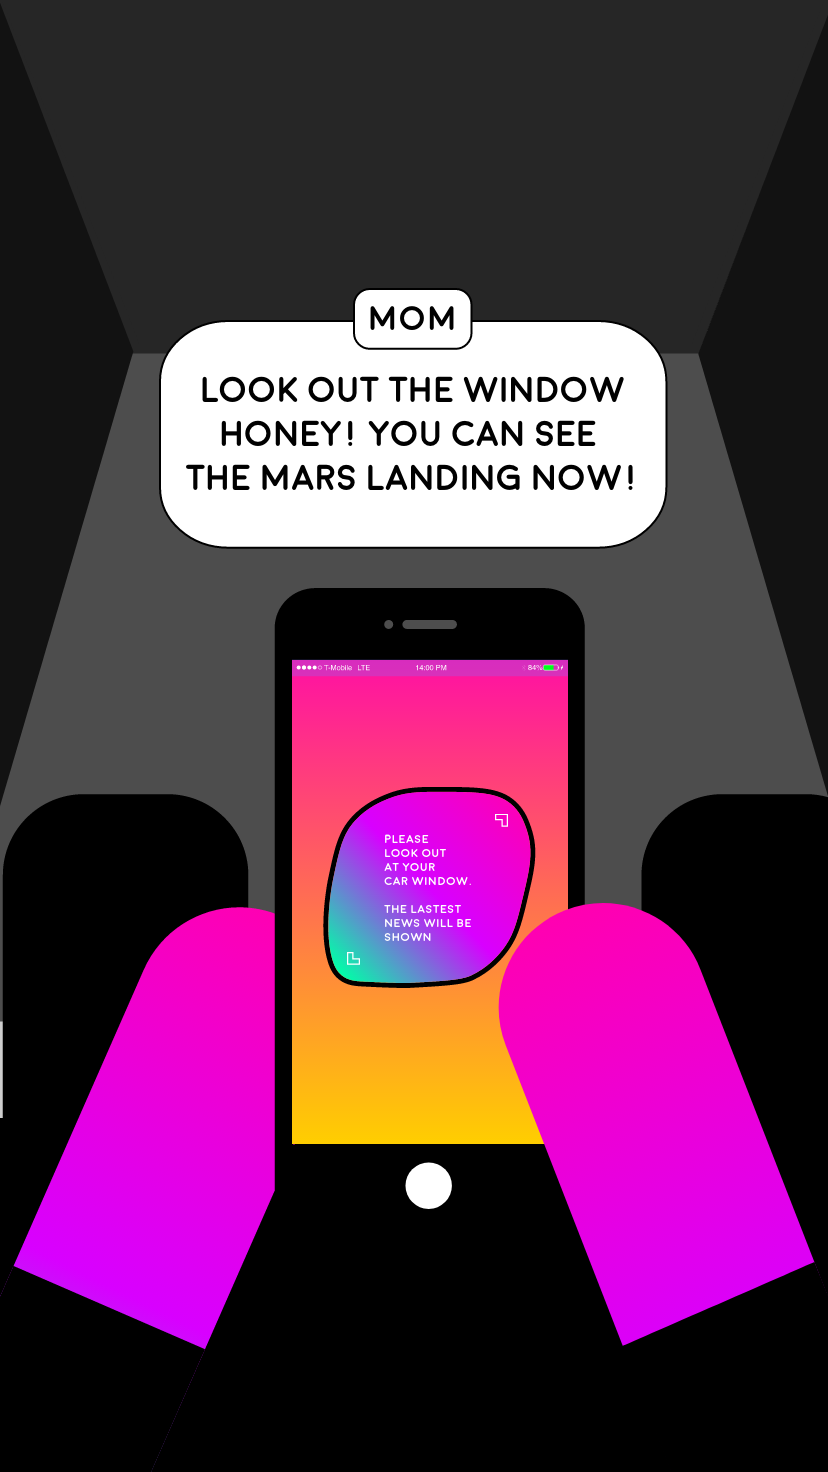 MOM
LOOK OUT THE WINDOW
HONEY! YOU CAN SEE
THE MARS LANDING NOW!
T-Mobile LTE 14:00 PM 84%
PLEASE
LOOK OUT
AT YOUR
CAR WINDOW.
THE LASTEST
NEWS WILL BE
SHOWN